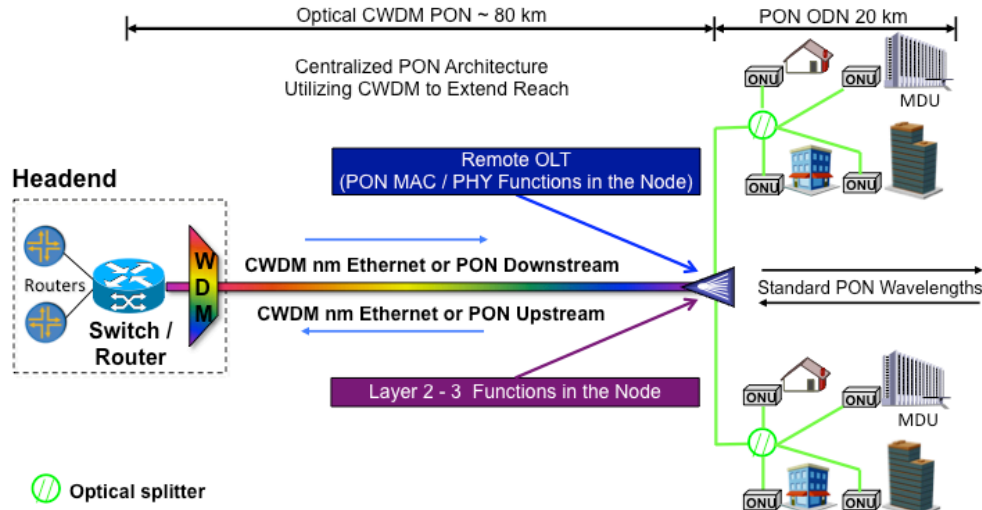 Optical CWDM PON ~ 80 km
PON ODN 20 km
Centralized PON Architecture
Utilizing CWDM to Extend Reach
ONU
ONU
MDU
ONU
ONU
Remote OLT
(PON MAC / PHY Functions in the Node)
Headend
Routers
Switch /
Router
W
D
M
CWDM nm Ethernet or PON Downstream
CWDM nm Ethernet or PON Upstream
Standard PON Wavelengths
Layer 2 - 3 Functions in the Node
ONU
ONU
MDU
ONU
ONU
Optical splitter